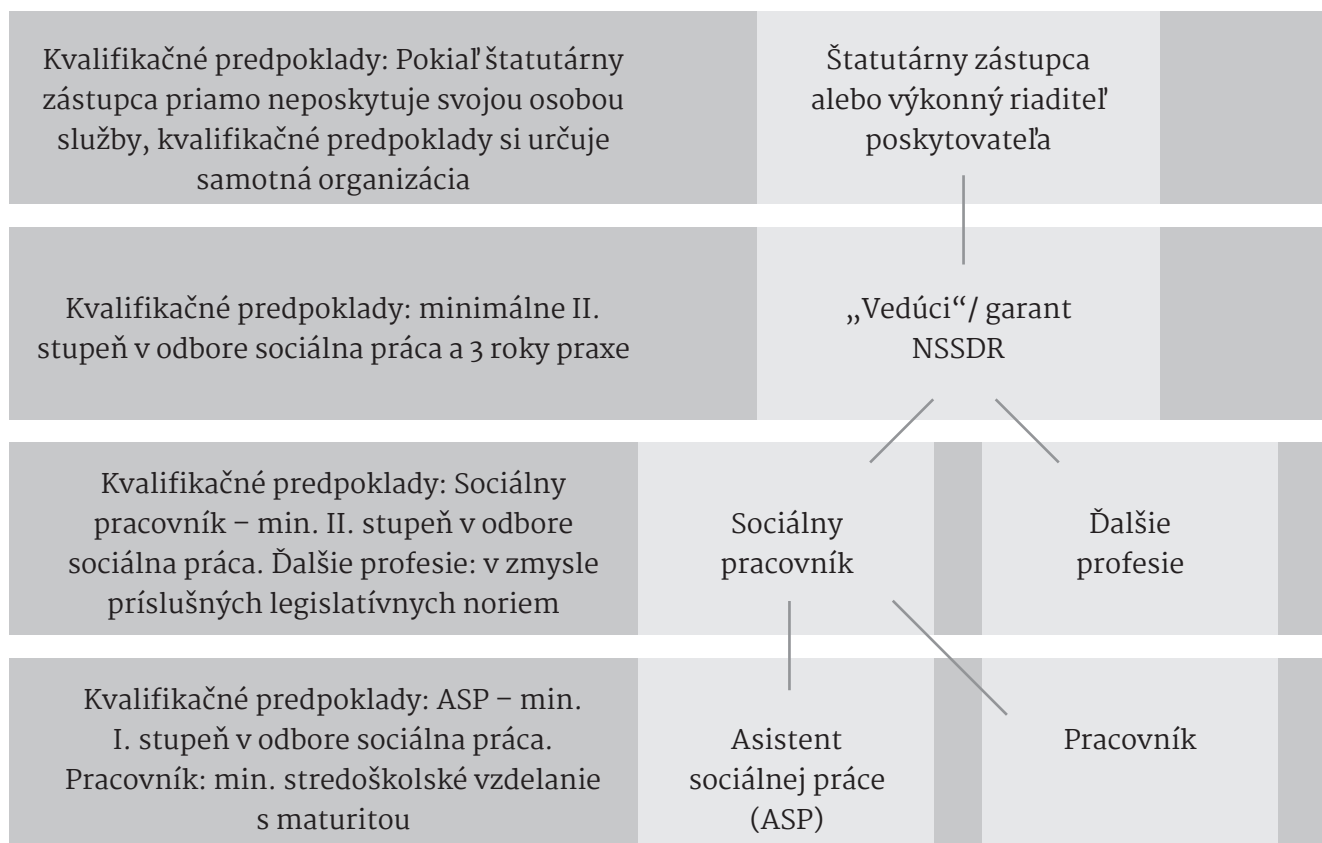 Kvalifikačné predpoklady: Pokiaľ štatutárny
zástupca priamo neposkytuje svojou osobou
služby, kvalifikačné predpoklady si určuje
samotná organizácia
Štatutárny zástupca
alebo výkonný riaditeľ
poskytovateľa
Kvalifikačné predpoklady: minimálne II.
stupeň v odbore sociálna práca a 3 roky praxe
„Vedúci“/ garant
NSSDR
Kvalifikačné predpoklady: Sociálny
pracovník – min. II. stupeň v odbore
sociálna práca. Ďalšie profesie: v zmysle
príslušných legislatívnych noriem
Sociálny
pracovník
Ďalšie
profesie
Kvalifikačné predpoklady: ASP – min.
I. stupeň v odbore sociálna práca.
Pracovník: min. stredoškolské vzdelanie
s maturitou
Asistent
sociálnej práce
(ASP)
Pracovník